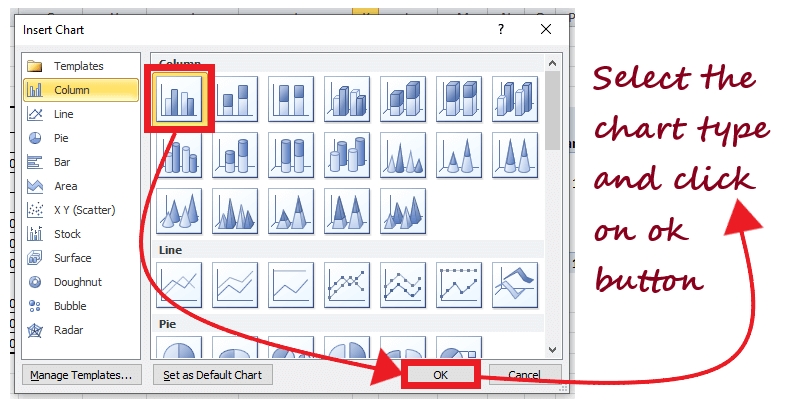 Insert Chart
?
Templates
Column
Line
Pie
Bar
Area
X Y (Scatter)
Stock
Surface
Doughnut
Bubble
Radar
Column
Line
Pie
Manage Templates...
Set as Default Chart
OK
Cancel
Select the
chart type
and click
on ok
button